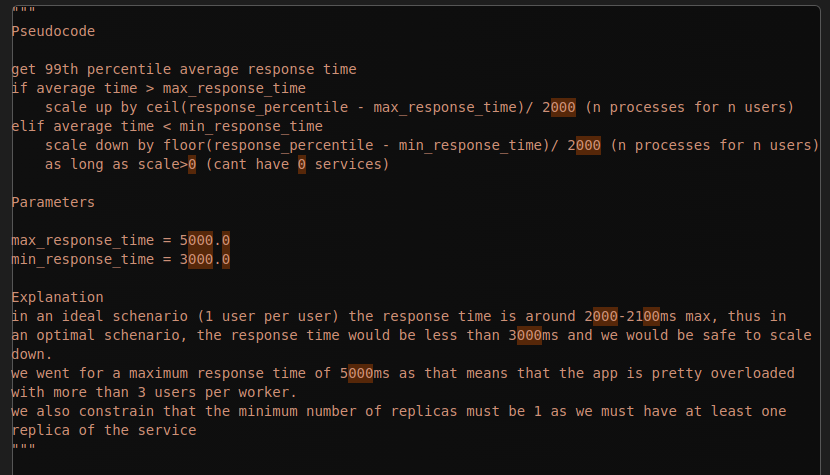 """
Pseudocode
get 99th percentile average response time
if average time > max_response_time
scale up by ceil(response_percentile - max_response_time)/ 2000 (n processes for n users)
elif average time < min_response_time
scale down by floor(response_percentile - min_response_time)/ 2000 (n processes for n users)
as long as scale>0 (cant have 0 services)
Parameters
max_response_time = 5000.0
min_response_time = 3000.0
Explanation
in an ideal schenario (1 user per user) the response time is around 2000-2100ms max, thus in
an optimal schenario, the response time would be less than 3000ms and we would be safe to scale
down.
we went for a maximum response time of 5000ms as that means that the app is pretty overloaded
with more than 3 users per worker.
we also constrain that the minimum number of replicas must be 1 as we must have at least one
replica of the service
"""